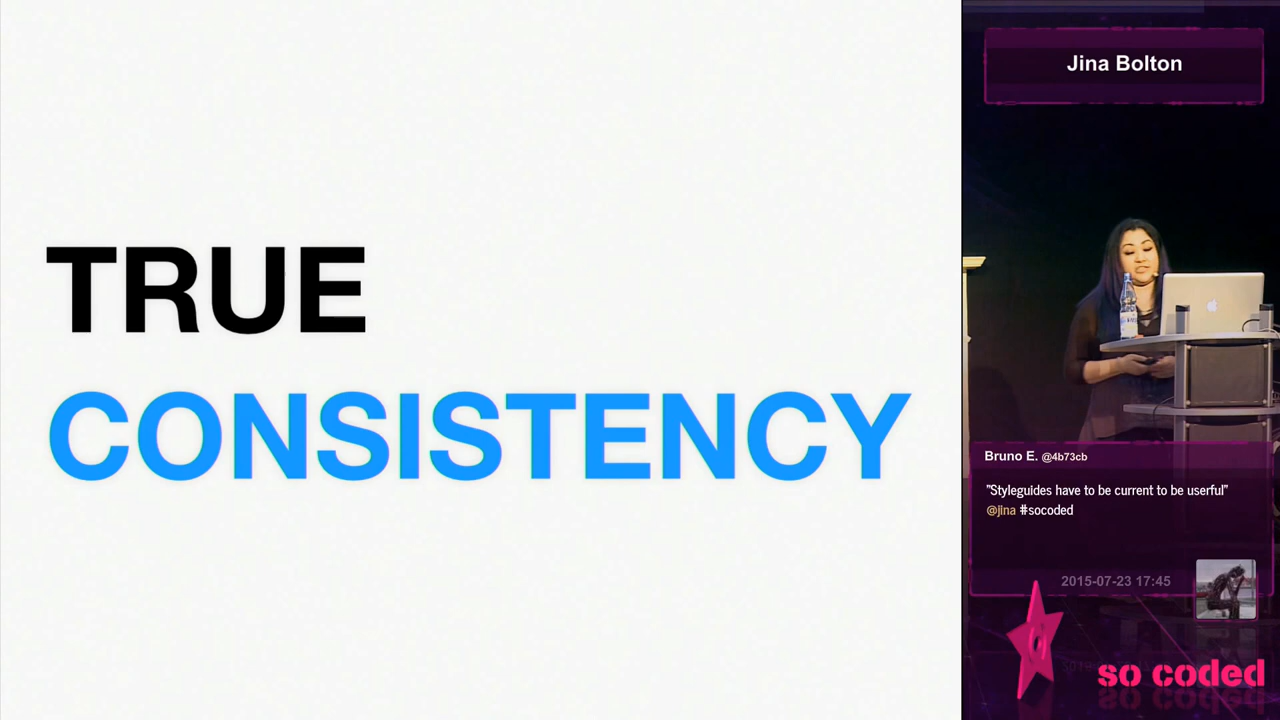 TRUE
CONSISTENCY
Jina Bolton
Bruno E. @4b73cb
"Styleguides have to be current to be userful"
@jina #socoded
2015-07-23 17:45
so coded